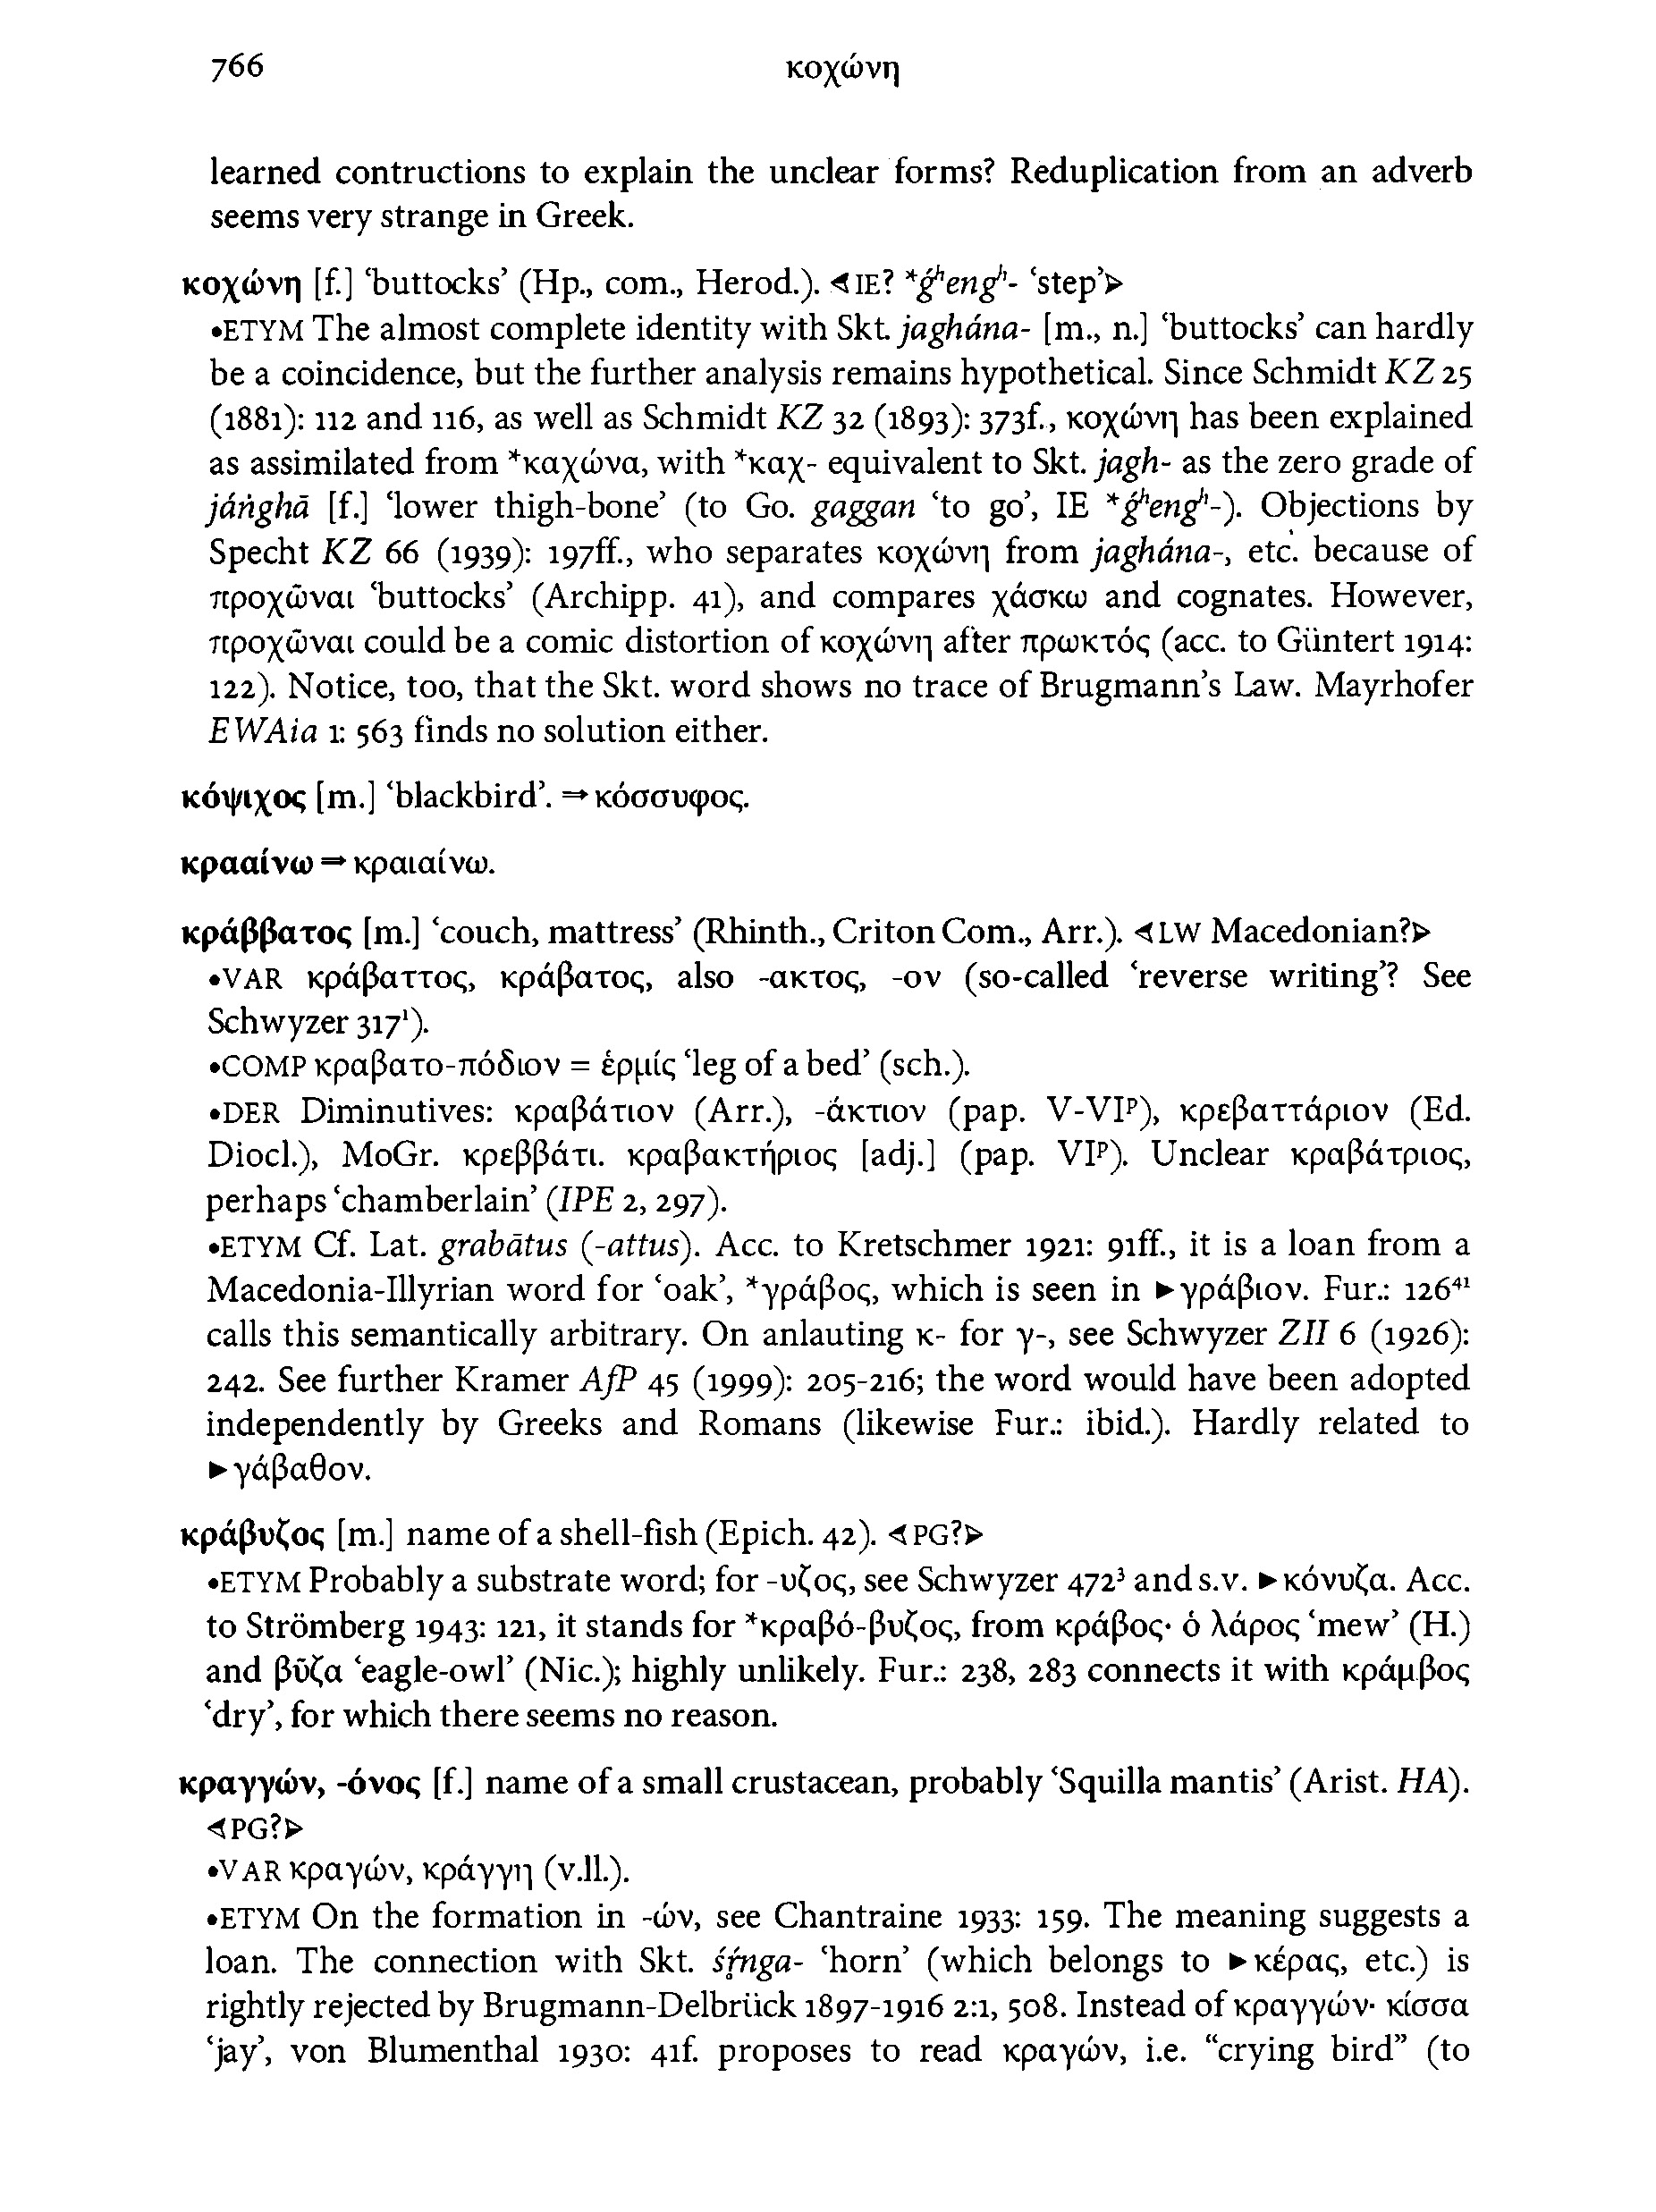 766 κοχώνη
learned contructions to explain the unclear forms? Reduplication from an adverb
seems very strange in Greek.
κοχώνη [f.] ‘buttocks’ (Hp., com., Herod.). ⊲IE? *ǵʰengʰ- ‘step’⊳
•ETYM The almost complete identity with Skt. jaghána- [m., n.] ‘buttocks’ can hardly
be a coincidence, but the further analysis remains hypothetical. Since Schmidt KZ 25
(1881): 112 and 116, as well as Schmidt KZ 32 (1893): 373f., κοχώνη has been explained
as assimilated from *καχώνα, with *καχ- equivalent to Skt. jagh- as the zero grade of
jáṅghā [f.] ‘lower thigh-bone’ (to Go. gaggan ‘to go’, IE *ǵʰengʰ-). Objections by
Specht KZ 66 (1939): 197ff., who separates κοχώνη from jaghána-, etc. because of
προχῶναι ‘buttocks’ (Archipp. 41), and compares χάσκω and cognates. However,
προχῶναι could be a comic distortion of κοχώνη after πρωκτός (acc. to Güntert 1914:
122). Notice, too, that the Skt. word shows no trace of Brugmann’s Law. Mayrhofer
EWAia 1: 563 finds no solution either.
κόψιχος [m.] ‘blackbird’. ⇒ κόσσυφος.
κρααίνω ⇒ κραιαίνω.
κράββατος [m.] ‘couch, mattress’ (Rhinth., Criton Com., Arr.). ⊲LW Macedonian?⊳
•VAR κράβαττος, κράβατος, also -ακτος, -ον (so-called ‘reverse writing’? See
Schwyzer 317¹).
•COMP κραβατο-πόδιον = ἑρμίς ‘leg of a bed’ (sch.).
•DER Diminutives: κραβάτιον (Arr.), -άκτιον (pap. V-VIᵖ), κρεβαττάριον (Ed.
Diocl.), MoGr. κρεββάτι. κραβακτήριος [adj.] (pap. VIᵖ). Unclear κραβάτριος,
perhaps ‘chamberlain’ (IPE 2, 297).
•ETYM Cf. Lat. grabātus (-attus). Acc. to Kretschmer 1921: 91ff., it is a loan from a
Macedonia-Illyrian word for ‘oak’, *γράβος, which is seen in ►γράβιον. Fur.: 126⁴¹
calls this semantically arbitrary. On anlauting κ- for γ-, see Schwyzer ZII 6 (1926):
242. See further Kramer AfP 45 (1999): 205-216; the word would have been adopted
independently by Greeks and Romans (likewise Fur.: ibid.). Hardly related to
►γάβαθον.
κράβυζος [m.] name of a shell-fish (Epich. 42). ⊲PG?⊳
•ETYM Probably a substrate word; for -υζος, see Schwyzer 472³ and s.v. ►κόνυζα. Acc.
to Strömberg 1943: 121, it stands for *κραβό-βυζος, from κράβος· ὁ λάρος ‘mew’ (H.)
and βῦζα ‘eagle-owl’ (Nic.); highly unlikely. Fur.: 238, 283 connects it with κράμβος
‘dry’, for which there seems no reason.
κραγγών, -όνος [f.] name of a small crustacean, probably ‘Squilla mantis’ (Arist. HA).
⊲PG?⊳
•VAR κραγών, κράγγη (v.ll.).
•ETYM On the formation in -ών, see Chantraine 1933: 159. The meaning suggests a
loan. The connection with Skt. śṛ́ṅga- ‘horn’ (which belongs to ►κέρας, etc.) is
rightly rejected by Brugmann-Delbrück 1897-1916 2:1, 508. Instead of κραγγών· κίσσα
‘jay’, von Blumenthal 1930: 41f. proposes to read κραγών, i.e. “crying bird” (to